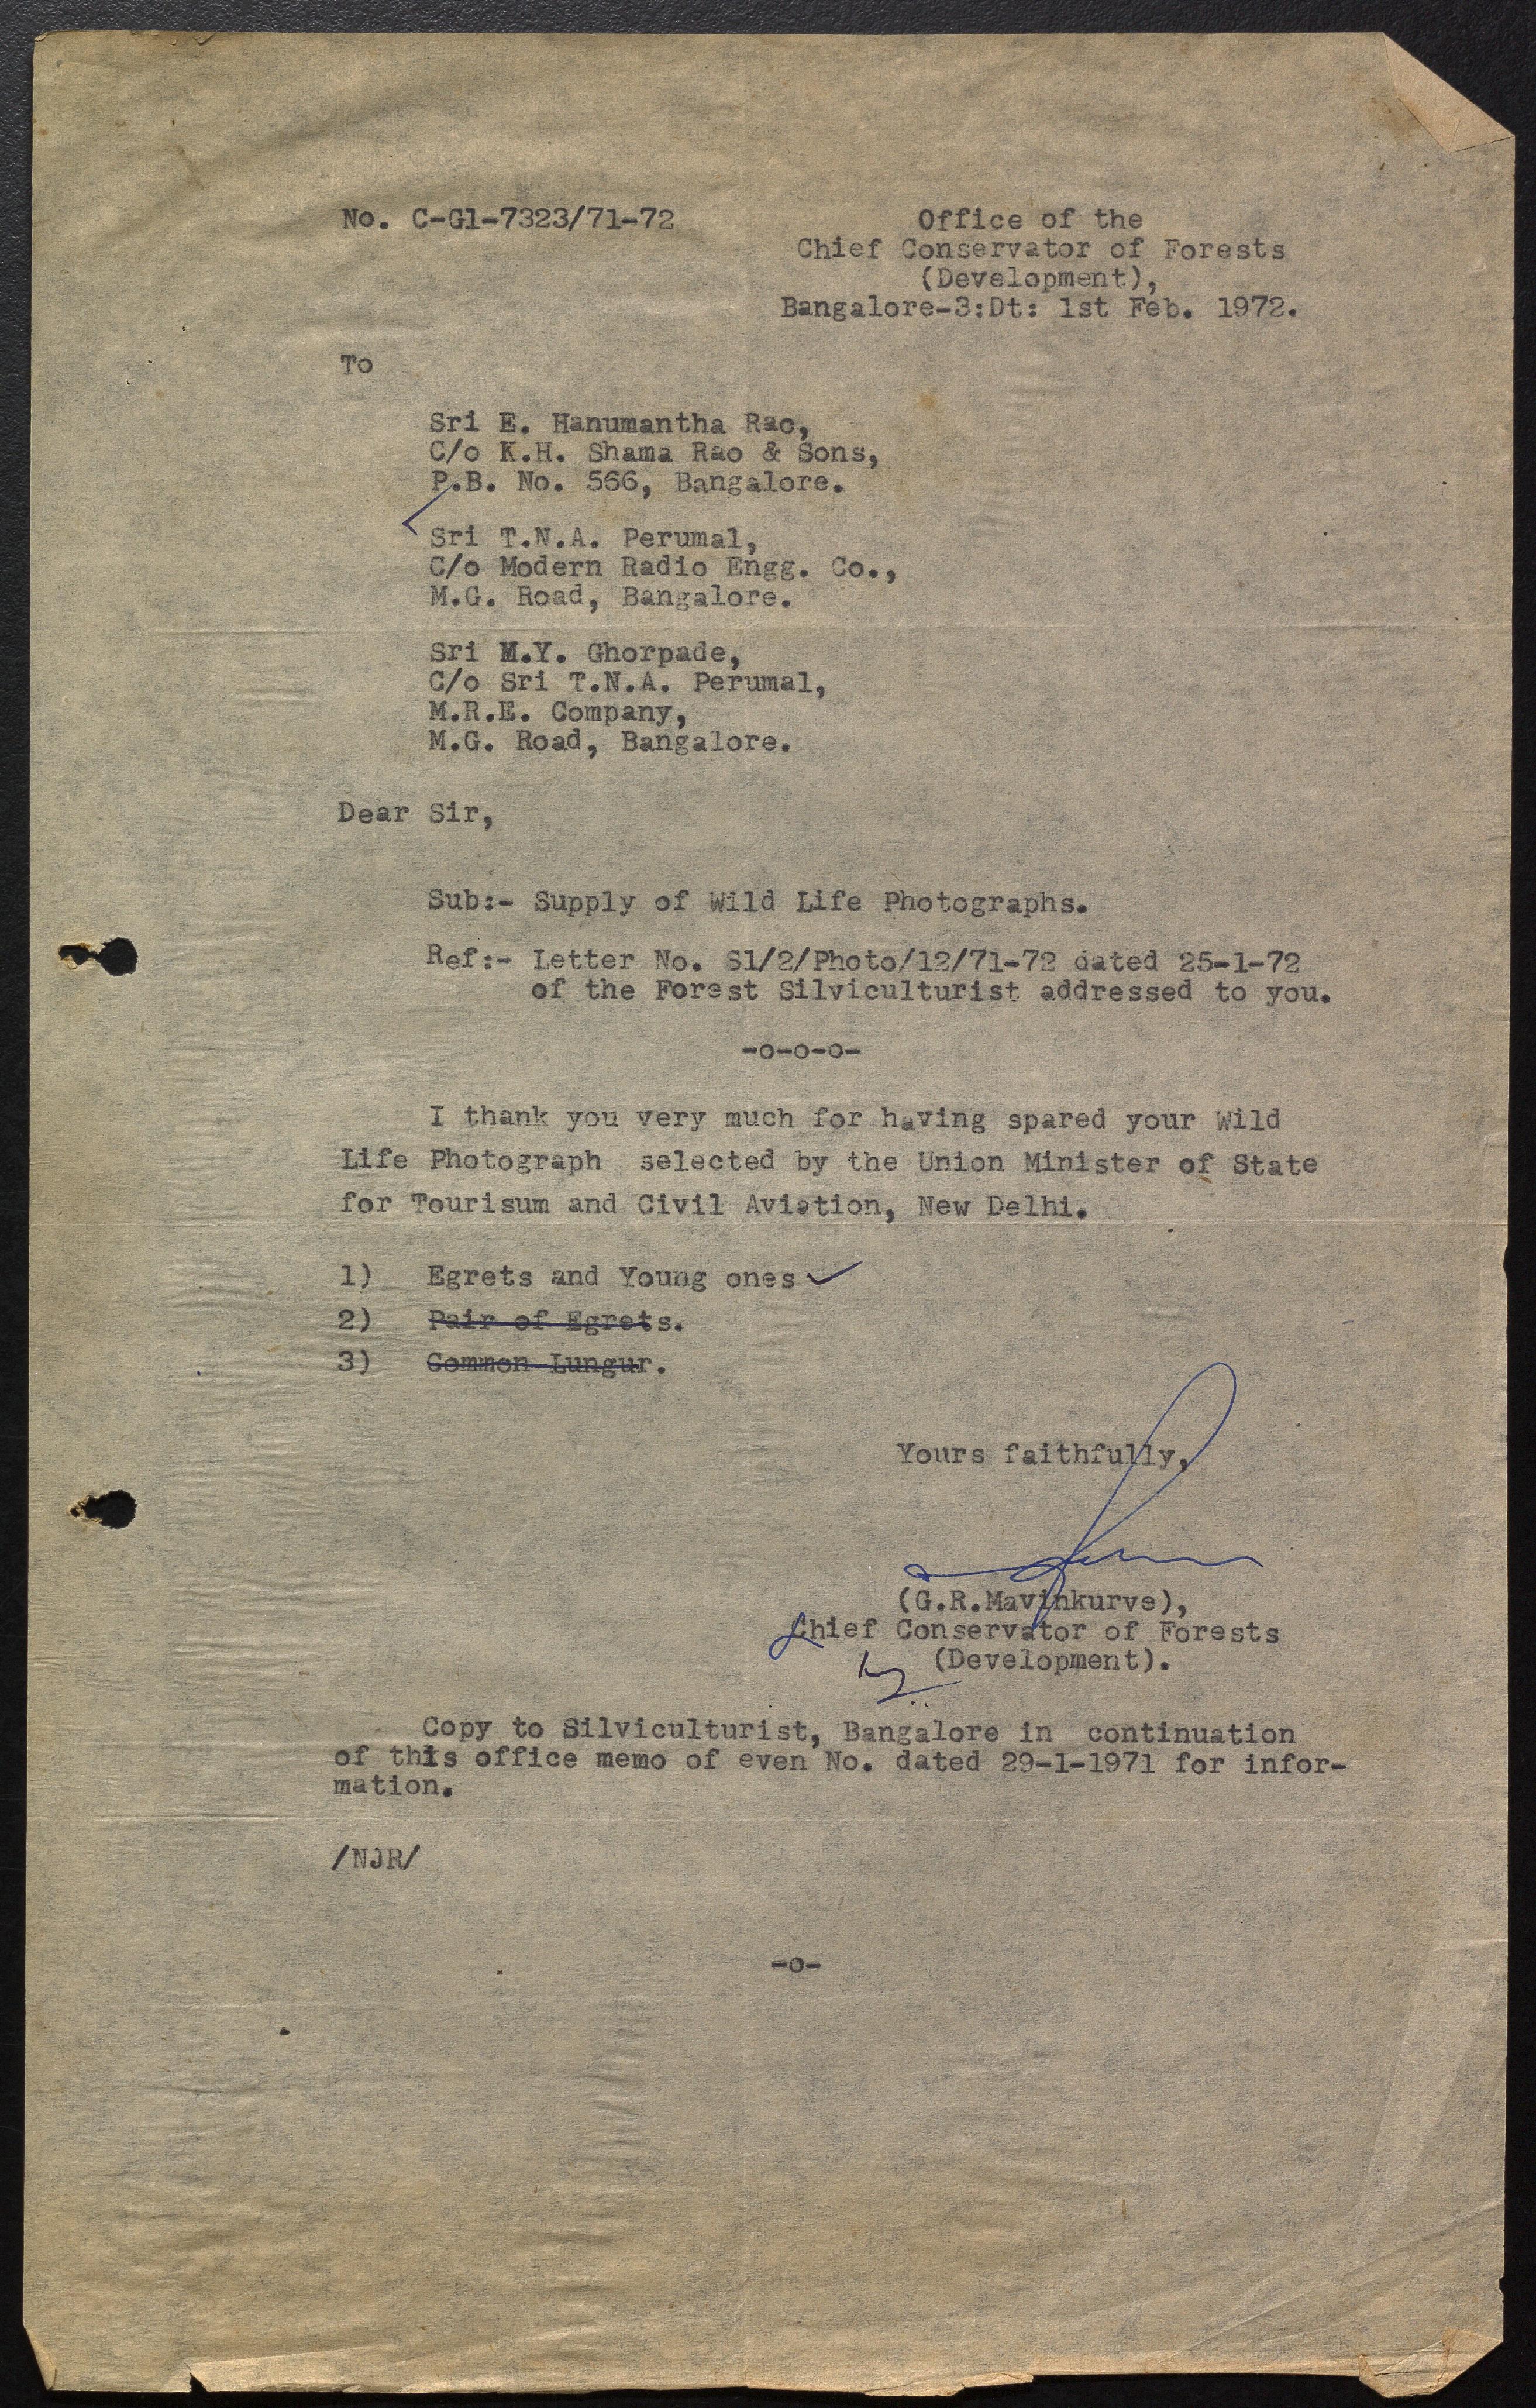 No. C-G1-7323/71-72
Office of the
Chief Conservator of Forests
(Development),
Bangalore-3:Dt: 1st Feb. 1972.
To
Sri E. Hanumantha Rao,
C/o K.H. Shama Rao & Sons,
P.B. No. 566, Bangalore.
Sri T.N.A. Perumal,
C/o Modern Radio Engg. Co.,
M.G. Road, Bangalore.
Sri M.Y. Ghorpade,
C/o Sri T.N.A. Perumal,
M.R.E. Company,
M.G. Road, Bangalore.
Dear Sir,
Sub:- Supply of Wild Life Photographs.
Ref:- Letter No. S1/2/Photo/12/71-72 dated 25-1-72
of the Forest Silviculturist addressed to you.
-o-o-o-
I thank you very much for having spared your Wild
Life Photograph selected by the Union Minister of State
for Tourisum and Civil Aviation, New Delhi.
1) Egrets and Young ones
2) Pair of Egrets.
3) Common Lungur.
Yours faithfully,
(G.R.Mavinkurve),
Chief Conservator of Forests
(Development).
Copy to Silviculturist, Bangalore in continuation
of this office memo of even No. dated 29-1-1971 for infor-
mation.
/NJR/
-o-